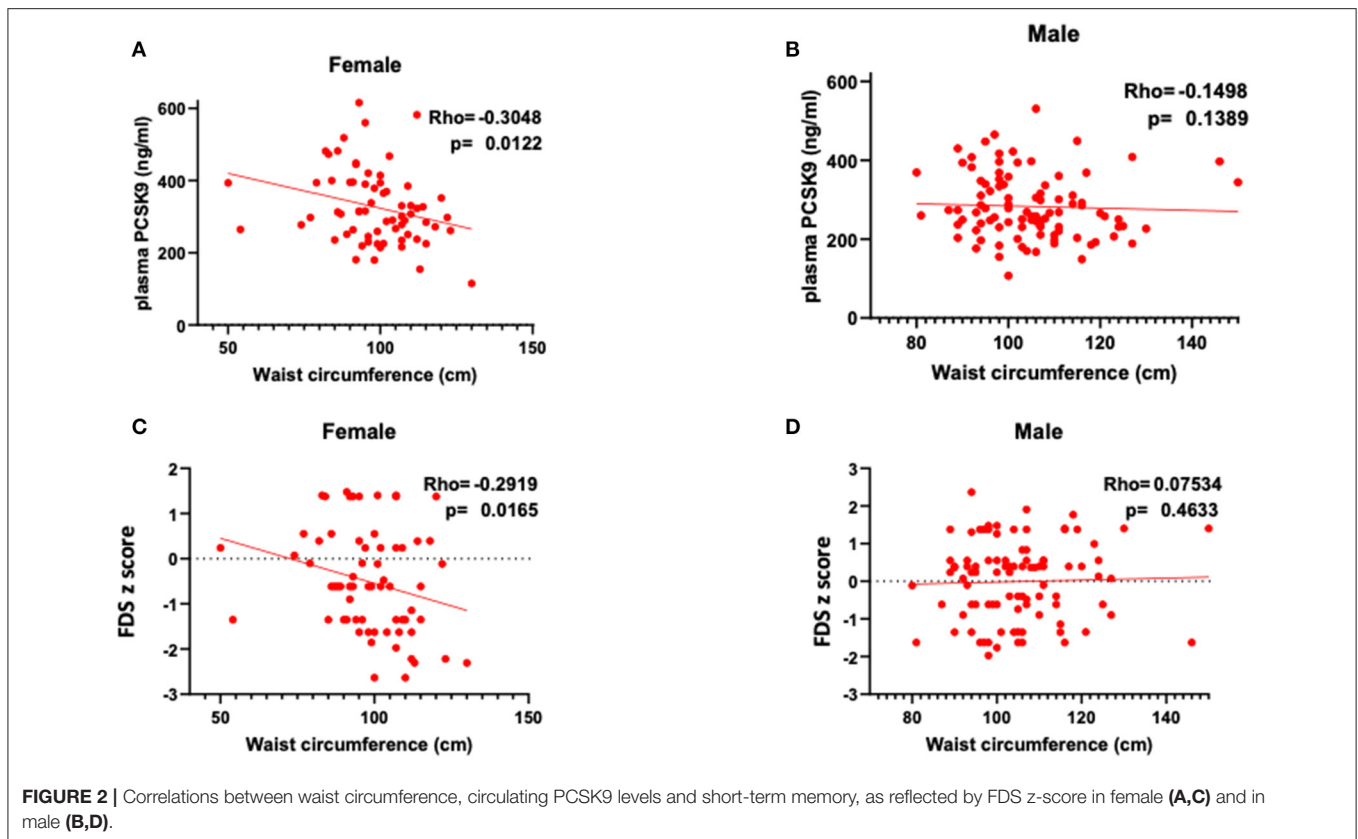 A
Female
Rho= -0.3048
p= 0.0122
plasma PCSK9 (ng/ml)
600
400
200
0
50
100
150
Waist circumference (cm)
B
Male
Rho= -0.1498
p= 0.1389
plasma PCSK9 (ng/ml)
600
400
200
0
80
100
120
140
Waist circumference (cm)
C
Female
Rho= -0.2919
p= 0.0165
FDS z score
2
1
0
-1
-2
-3
50
100
150
Waist circumference (cm)
D
Male
Rho= 0.07534
p= 0.4633
FDS z score
3
2
1
0
-1
-2
-3
80
100
120
140
Waist circumference (cm)
FIGURE 2 | Correlations between waist circumference, circulating PCSK9 levels and short-term memory, as reflected by FDS z-score in female (A,C) and in
male (B,D).